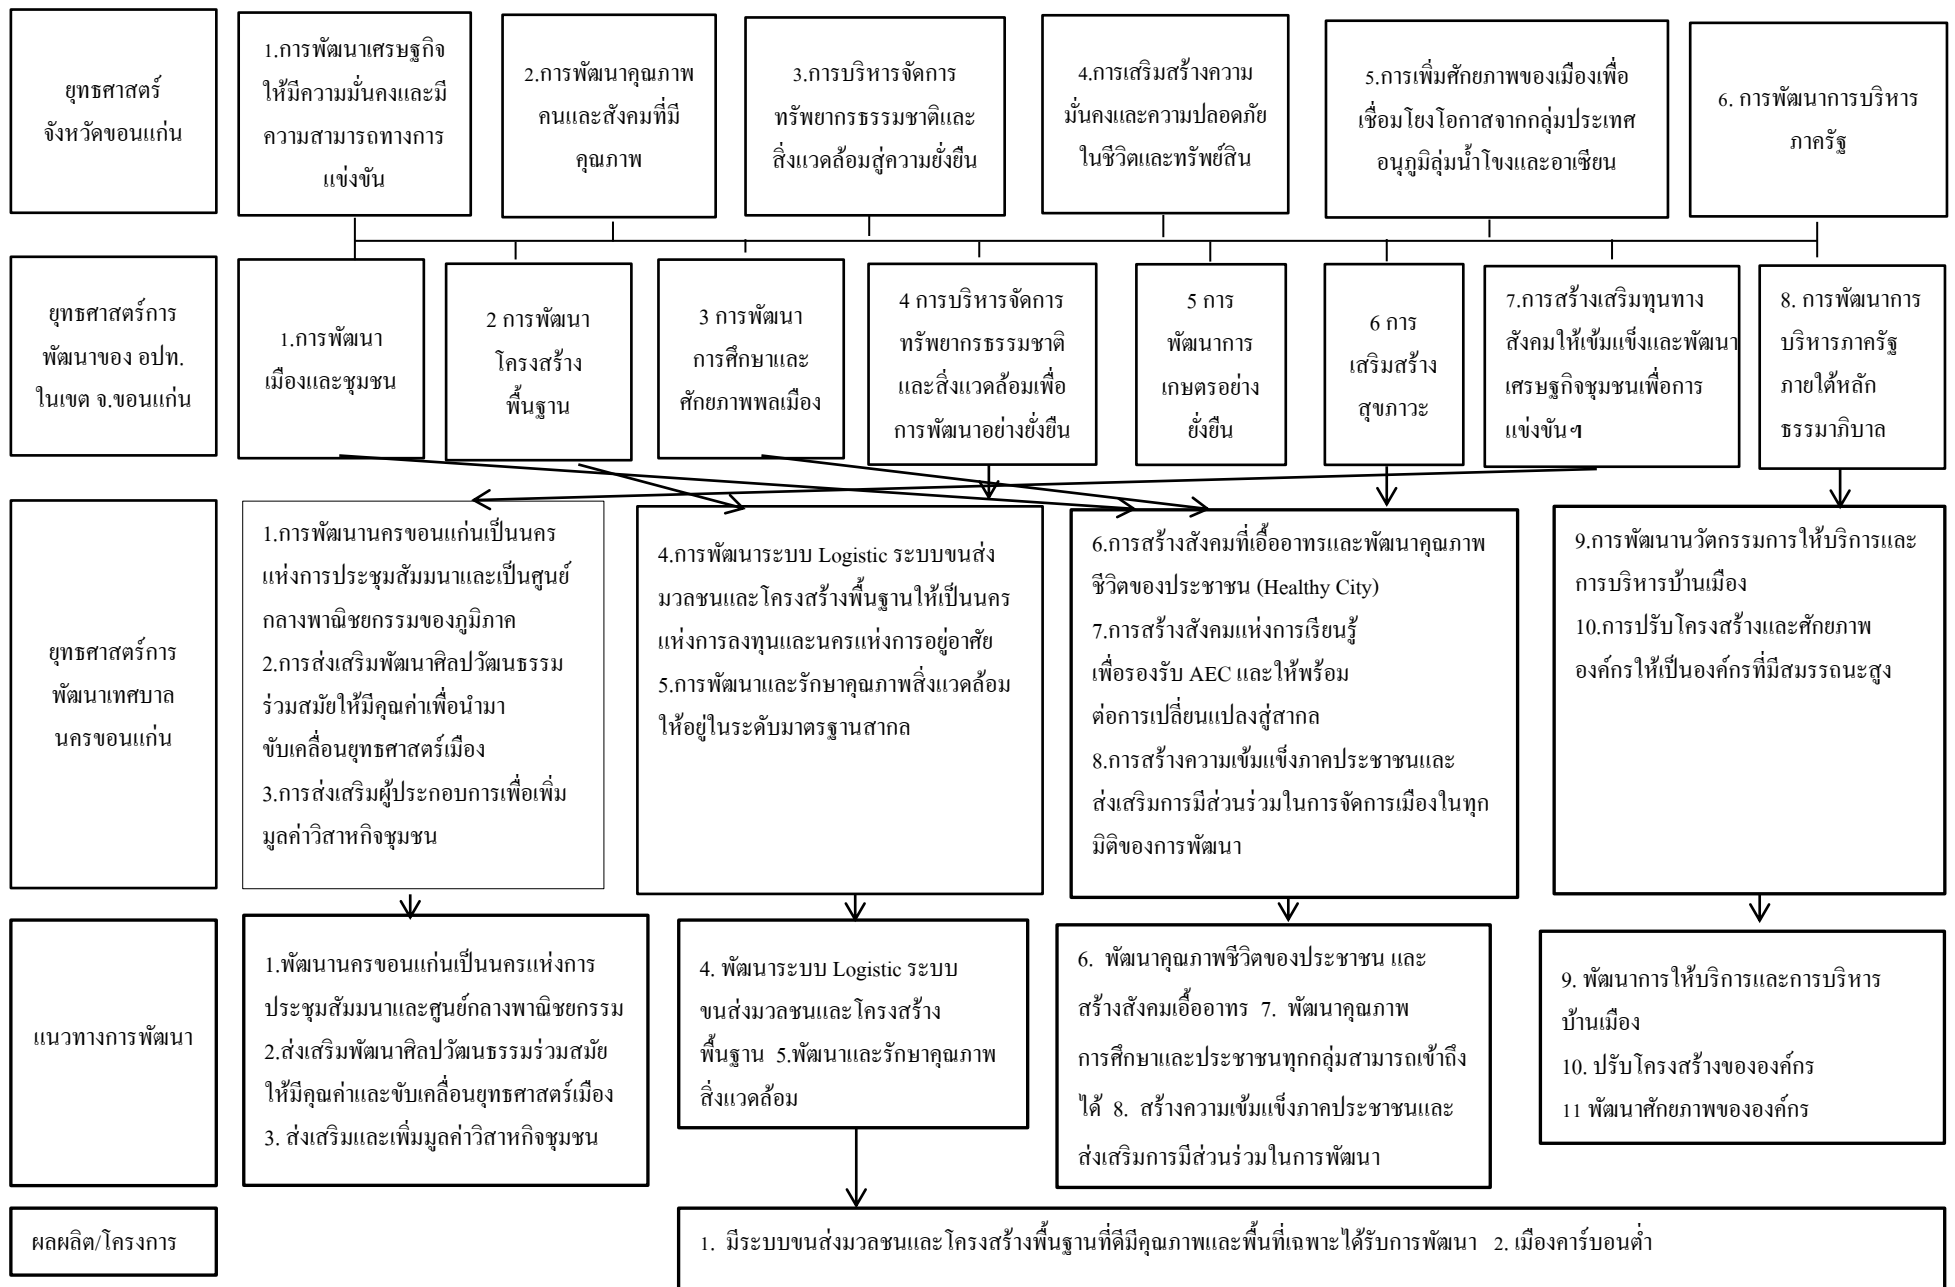 ยุทธศาสตร์
จังหวัดขอนแก่น
1.การพัฒนาเศรษฐกิจ
ให้มีความมั่นคงและมี
ความสามารถทางการ
แข่งขัน
2.การพัฒนาคุณภาพ
คนและสังคมที่มี
คุณภาพ
3.การบริหารจัดการ
ทรัพยากรธรรมชาติและ
สิ่งแวดล้อมสู่ความยั่งยืน
4.การเสริมสร้างความ
มั่นคงและความปลอดภัย
ในชีวิตและทรัพย์สิน
5.การเพิ่มศักยภาพของเมืองเพื่อ
เชื่อมโยงโอกาสจากกลุ่มประเทศ
อนุภูมิลุ่มน้ำโขงและอาเซียน
6. การพัฒนาการบริหาร
ภาครัฐ
ยุทธศาสตร์การ
พัฒนาของ อปท.
ในเขต จ.ขอนแก่น
1.การพัฒนา
เมืองและชุมชน
2 การพัฒนา
โครงสร้าง
พื้นฐาน
3 การพัฒนา
การศึกษาและ
ศักยภาพพลเมือง
4 การบริหารจัดการ
ทรัพยากรธรรมชาติ
และสิ่งแวดล้อมเพื่อ
การพัฒนาอย่างยั่งยืน
5 การ
พัฒนาการ
เกษตรอย่าง
ยั่งยืน
6 การ
เสริมสร้าง
สุขภาวะ
7.การสร้างเสริมทุนทาง
สังคมให้เข้มแข็งและพัฒนา
เศรษฐกิจชุมชนเพื่อการ
แข่งขันฯ
8. การพัฒนาการ
บริหารภาครัฐ
ภายใต้หลัก
ธรรมาภิบาล
ยุทธศาสตร์การ
พัฒนาเทศบาล
นครขอนแก่น
1.การพัฒนานครขอนแก่นเป็นนคร
แห่งการประชุมสัมมนาและเป็นศูนย์
กลางพาณิชยกรรมของภูมิภาค
2.การส่งเสริมพัฒนาศิลปวัฒนธรรม
ร่วมสมัยให้มีคุณค่าเพื่อนำมา
ขับเคลื่อนยุทธศาสตร์เมือง
3.การส่งเสริมผู้ประกอบการเพื่อเพิ่ม
มูลค่าวิสาหกิจชุมชน
4.การพัฒนาระบบ Logistic ระบบขนส่ง
มวลชนและโครงสร้างพื้นฐานให้เป็นนคร
แห่งการลงทุนและนครแห่งการอยู่อาศัย
5.การพัฒนาและรักษาคุณภาพสิ่งแวดล้อม
ให้อยู่ในระดับมาตรฐานสากล
6.การสร้างสังคมที่เอื้ออาทรและพัฒนาคุณภาพ
ชีวิตของประชาชน (Healthy City)
7.การสร้างสังคมแห่งการเรียนรู้
เพื่อรองรับ AEC และให้พร้อม
ต่อการเปลี่ยนแปลงสู่สากล
8.การสร้างความเข้มแข็งภาคประชาชนและ
ส่งเสริมการมีส่วนร่วมในการจัดการเมืองในทุก
มิติของการพัฒนา
9.การพัฒนานวัตกรรมการให้บริการและ
การบริหารบ้านเมือง
10.การปรับโครงสร้างและศักยภาพ
องค์กรให้เป็นองค์กรที่มีสมรรถนะสูง
แนวทางการพัฒนา
1.พัฒนานครขอนแก่นเป็นนครแห่งการ
ประชุมสัมมนาและศูนย์กลางพาณิชยกรรม
2.ส่งเสริมพัฒนาศิลปวัฒนธรรมร่วมสมัย
ให้มีคุณค่าและขับเคลื่อนยุทธศาสตร์เมือง
3. ส่งเสริมและเพิ่มมูลค่าวิสาหกิจชุมชน
4. พัฒนาระบบ Logistic ระบบ
ขนส่งมวลชนและโครงสร้าง
พื้นฐาน 5.พัฒนาและรักษาคุณภาพ
สิ่งแวดล้อม
6. พัฒนาคุณภาพชีวิตของประชาชน และ
สร้างสังคมเอื้ออาทร 7. พัฒนาคุณภาพ
การศึกษาและประชาชนทุกกลุ่มสามารถเข้าถึง
ได้ 8. สร้างความเข้มแข็งภาคประชาชนและ
ส่งเสริมการมีส่วนร่วมในการพัฒนา
9. พัฒนาการให้บริการและการบริหาร
บ้านเมือง
10. ปรับโครงสร้างขององค์กร
11 พัฒนาศักยภาพขององค์กร
ผลผลิต/โครงการ
1. มีระบบขนส่งมวลชนและโครงสร้างพื้นฐานที่ดีมีคุณภาพและพื้นที่เฉพาะได้รับการพัฒนา 2. เมืองคาร์บอนต่ำ